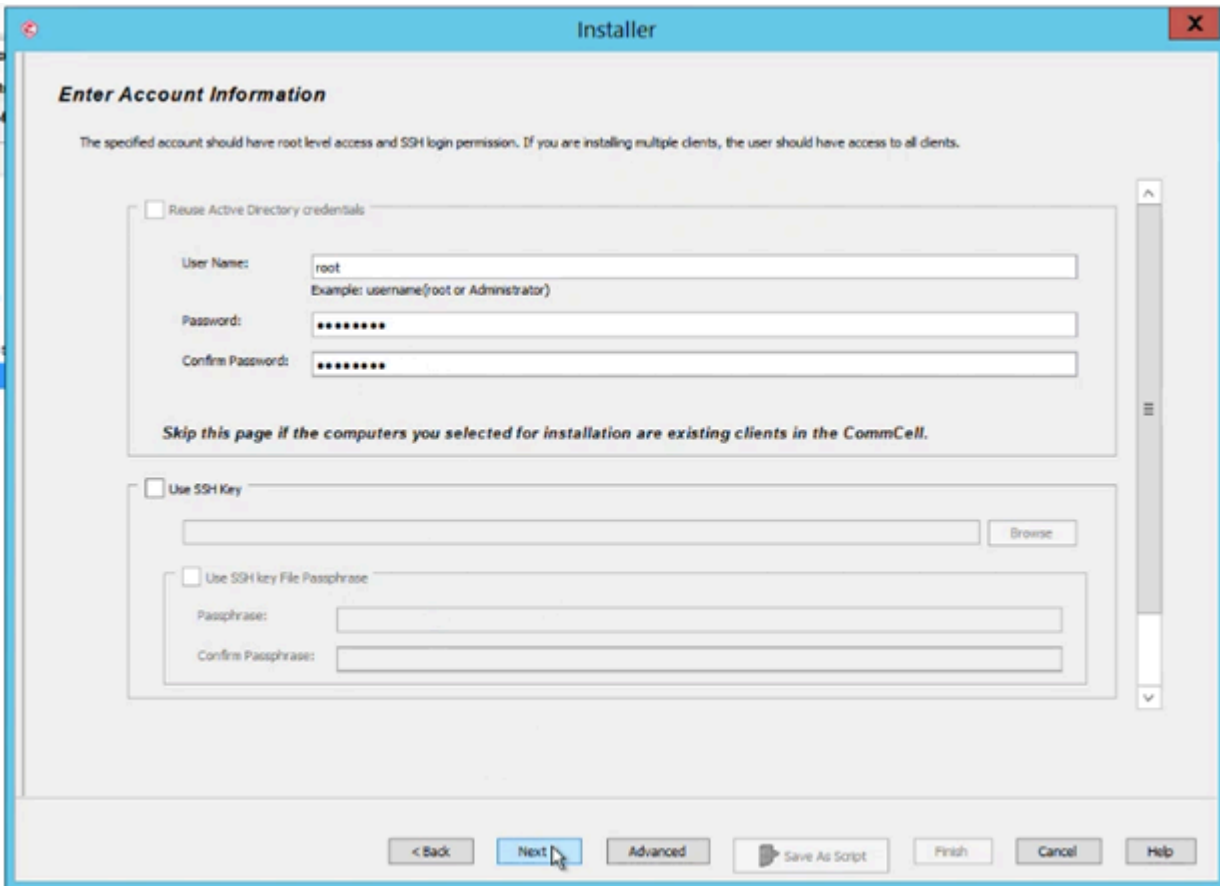 Installer
X
Enter Account Information
The specified account should have root level access and SSH login permission. If you are installing multiple clients, the user should have access to all clients.
Reuse Active Directory credentials
User Name:
root
Example: username(root or Administrator)
Password:
••••••••
Confirm Password:
••••••••
Skip this page if the computers you selected for installation are existing clients in the CommCell.
Use SSH Key
Browse
Use SSH key File Passphrase
Passphrase:
Confirm Passphrase:
< Back
Next
Advanced
Save As Script
Finish
Cancel
Help